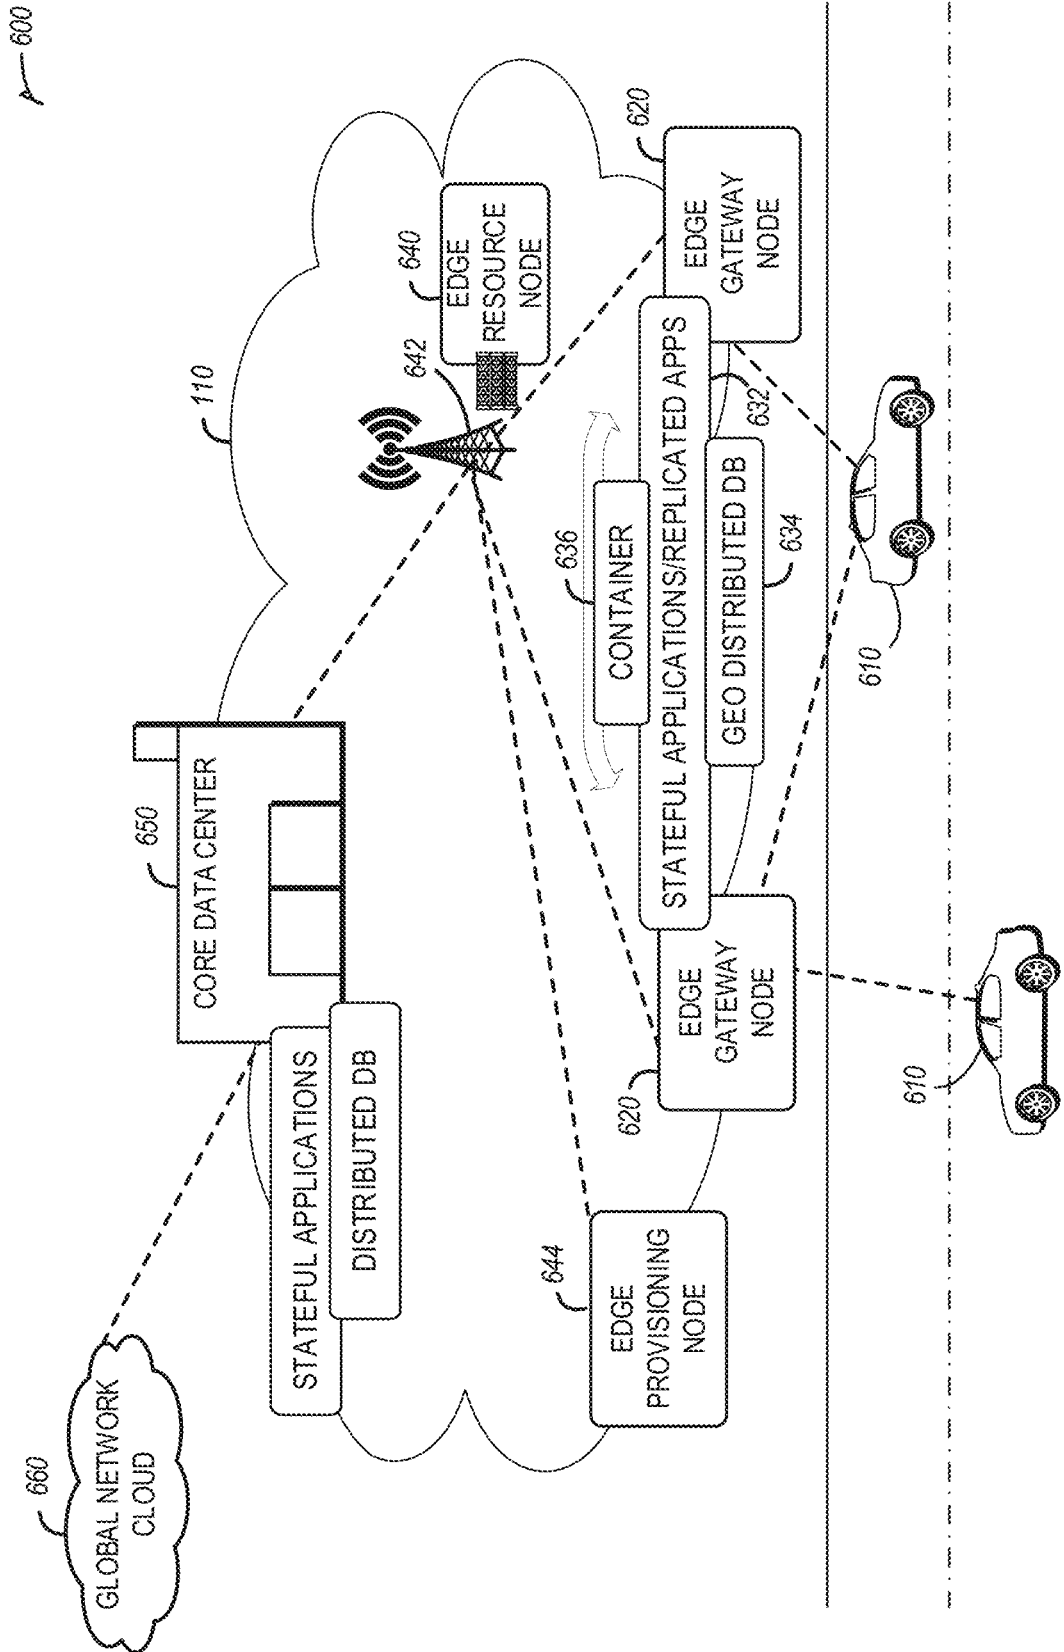 600
660
GLOBAL NETWORK
CLOUD
650
CORE DATA CENTER
110
STATEFUL APPLICATIONS
DISTRIBUTED DB
642
640
EDGE
RESOURCE
NODE
644
EDGE
PROVISIONING
NODE
636
CONTAINER
620
EDGE
GATEWAY
NODE
STATEFUL APPLICATIONS/REPLICATED APPS
632
GEO DISTRIBUTED DB
634
620
EDGE
GATEWAY
NODE
610
610